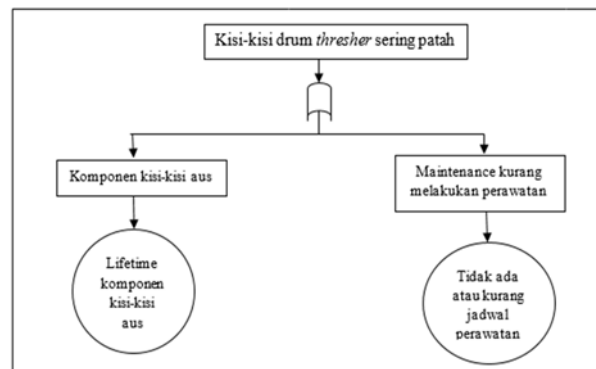 Kisi-kisi drum thresher sering patah
Komponen kisi-kisi aus
Maintenance kurang
melakukan perawatan
Lifetime
komponen
kisi-kisi
aus
Tidak ada
atau kurang
jadwal
perawatan